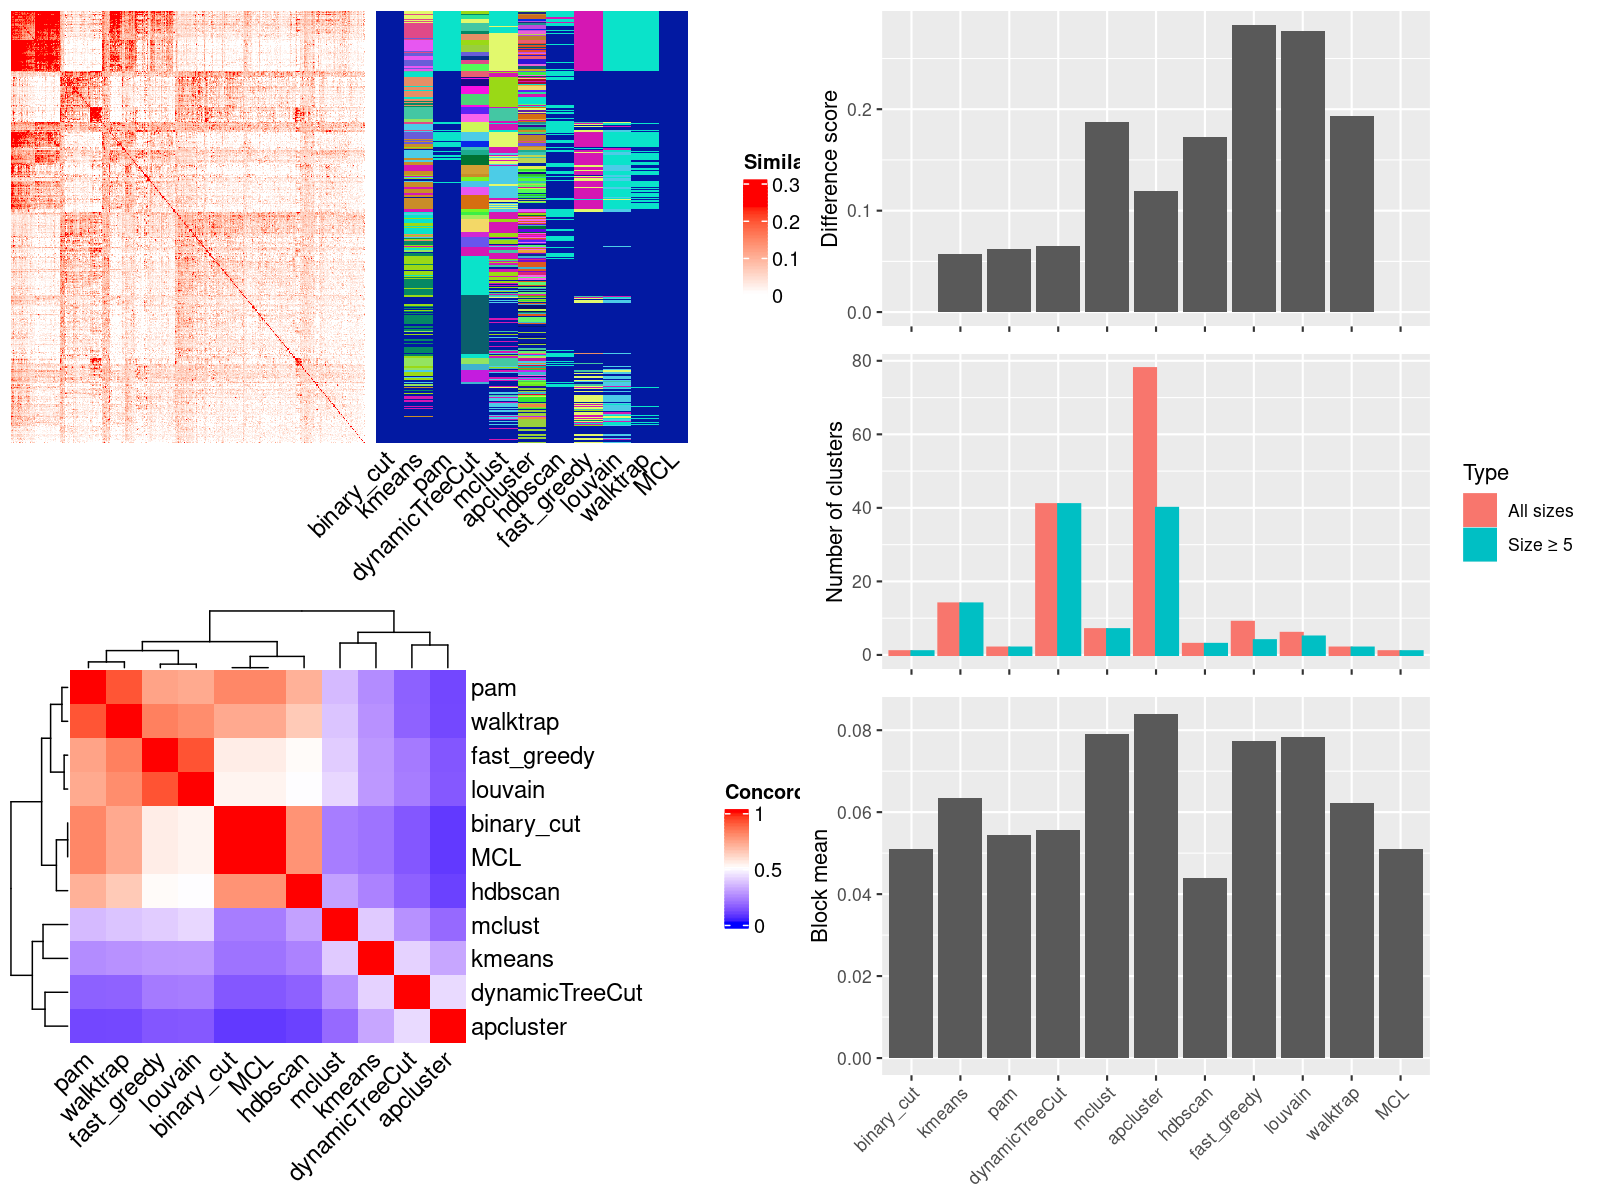 Simila
0.3
0.2
0.1
0
binary_cut
kmeans
pam
dynamicTreeCut
mclust
apcluster
hdbscan
fast_greedy
louvain
walktrap
MCL
pam
walktrap
fast_greedy
louvain
binary_cut
MCL
hdbscan
mclust
kmeans
dynamicTreeCut
apcluster
Concord
1
0.5
0
pam
walktrap
fast_greedy
louvain
binary_cut
MCL
hdbscan
mclust
kmeans
dynamicTreeCut
apcluster
Difference score
0.2
0.1
0.0
Number of clusters
80
60
40
20
0
Type
All sizes
Size ≥ 5
Block mean
0.08
0.06
0.04
0.02
0.00
binary_cut
kmeans
pam
dynamicTreeCut
mclust
apcluster
hdbscan
fast_greedy
louvain
walktrap
MCL